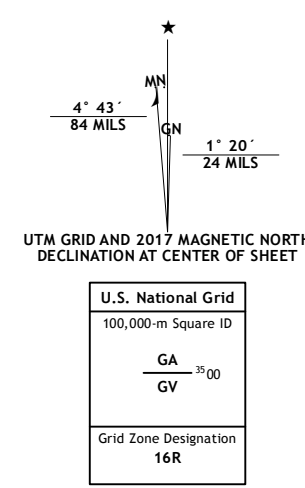 ★
MN
4° 43´
84 MILS
GN
1° 20´
24 MILS
UTM GRID AND 2017 MAGNETIC NORTH
DECLINATION AT CENTER OF SHEET
U.S. National Grid
100,000-m Square ID
GA
3500
GV
Grid Zone Designation
16R